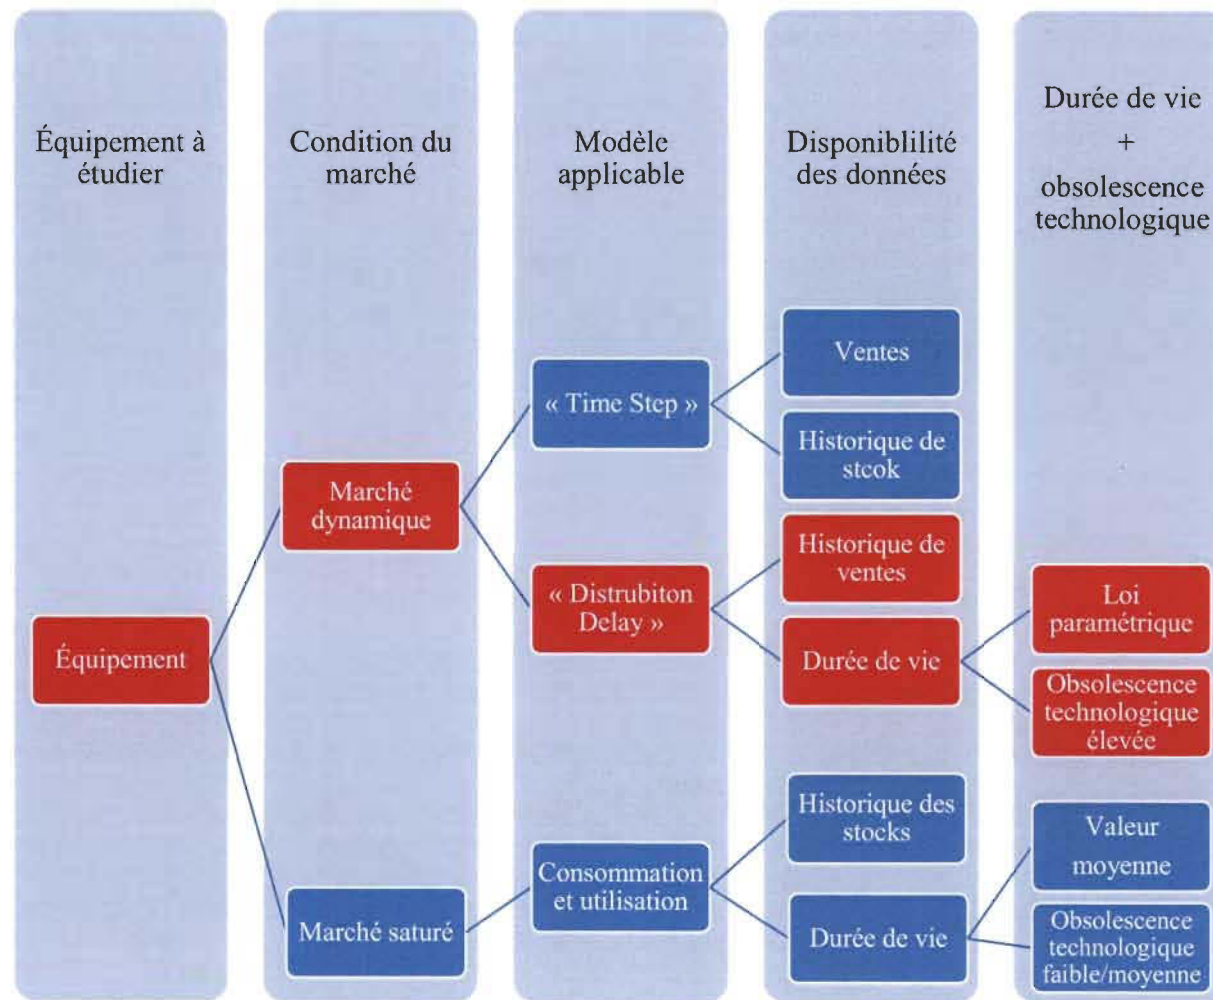 Équipement à
étudier
Condition du
marché
Modèle
applicable
Disponiblilité
des données
Durée de vie
+
obsolescence
technologique
Équipement
Marché
dynamique
Marché saturé
« Time Step »
« Distrubiton
Delay »
Consommation
et utilisation
Ventes
Historique de
stcok
Historique de
ventes
Durée de vie
Historique des
stocks
Durée de vie
Loi
paramétrique
Obsolescence
technologique
élevée
Valeur
moyenne
Obsolescence
technologique
faible/moyenne